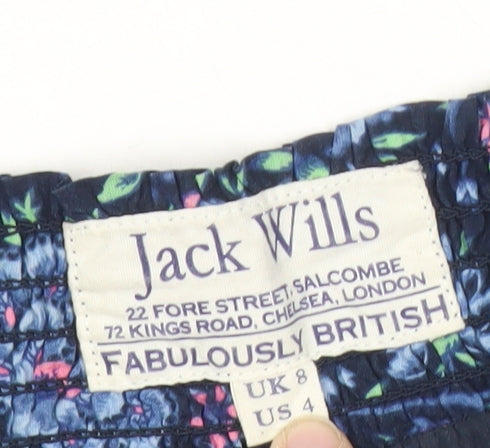 Jack Wills
22 FORE STREET, SALCOMBE
72 KINGS ROAD, CHELSEA, LONDON
FABULOUSLY BRITISH
UK 8
US 4